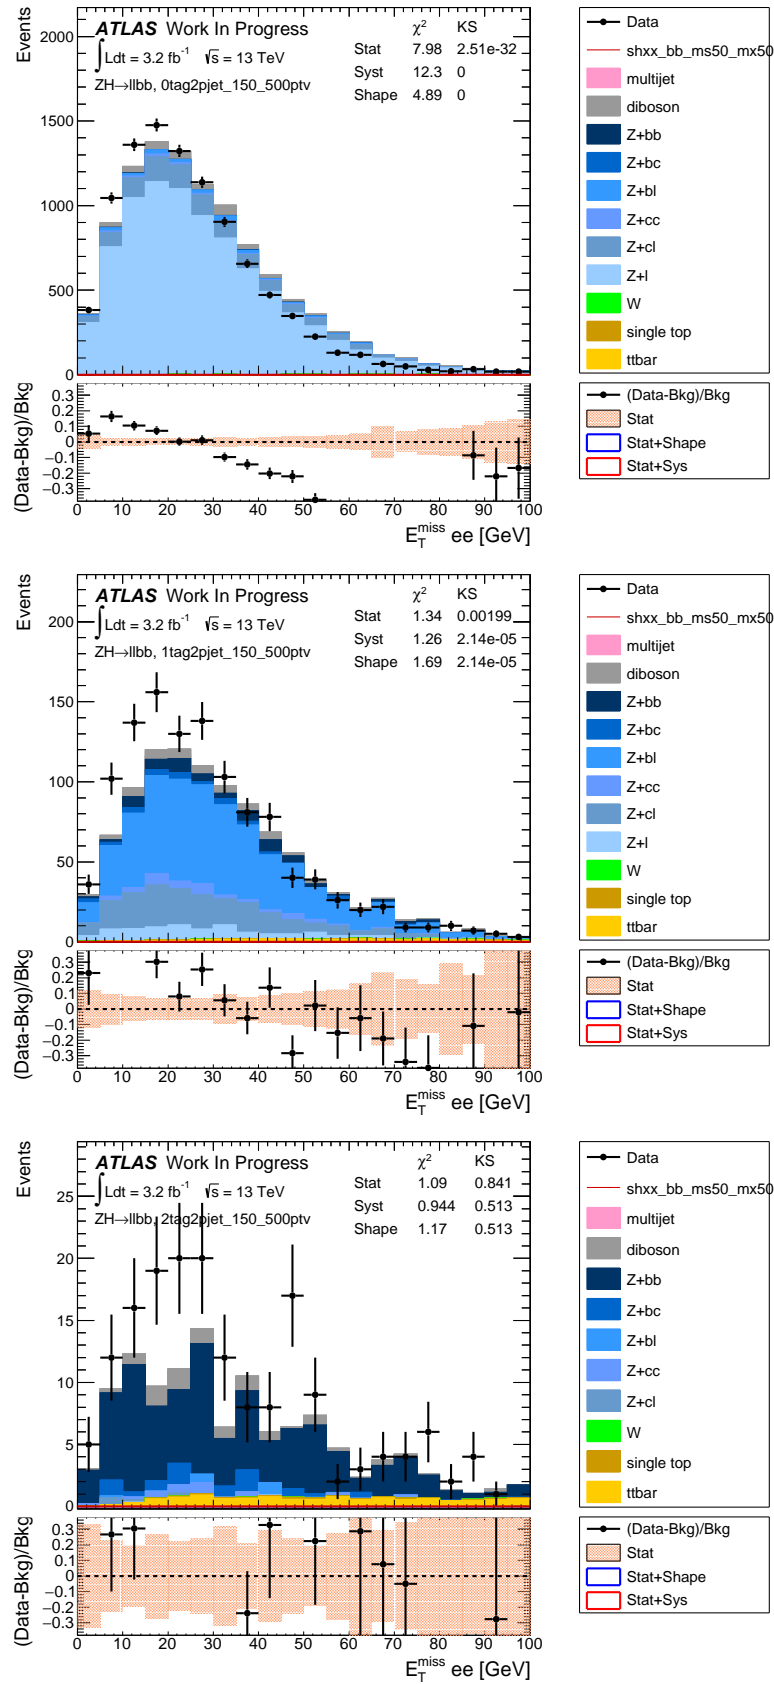 Events
ATLAS Work In Progress
∫ Ldt = 3.2 fb⁻¹ √s = 13 TeV
ZH→llbb, 0tag2pjet_150_500ptv
χ² KS
Stat 7.98 2.51e-32
Syst 12.3 0
Shape 4.89 0
2000
1500
1000
500
0
Data
shxx_bb_ms50_mx50
multijet
diboson
Z+bb
Z+bc
Z+bl
Z+cc
Z+cl
Z+l
W
single top
ttbar
(Data-Bkg)/Bkg
0.3
0.2
0.1
0
−0.1
−0.2
−0.3
0 10 20 30 40 50 60 70 80 90 100
E_T^miss ee [GeV]
(Data-Bkg)/Bkg
Stat
Stat+Shape
Stat+Sys
Events
ATLAS Work In Progress
∫ Ldt = 3.2 fb⁻¹ √s = 13 TeV
ZH→llbb, 1tag2pjet_150_500ptv
χ² KS
Stat 1.34 0.00199
Syst 1.26 2.14e-05
Shape 1.69 2.14e-05
200
150
100
50
0
Data
shxx_bb_ms50_mx50
multijet
diboson
Z+bb
Z+bc
Z+bl
Z+cc
Z+cl
Z+l
W
single top
ttbar
(Data-Bkg)/Bkg
0.3
0.2
0.1
0
−0.1
−0.2
−0.3
0 10 20 30 40 50 60 70 80 90 100
E_T^miss ee [GeV]
(Data-Bkg)/Bkg
Stat
Stat+Shape
Stat+Sys
Events
ATLAS Work In Progress
∫ Ldt = 3.2 fb⁻¹ √s = 13 TeV
ZH→llbb, 2tag2pjet_150_500ptv
χ² KS
Stat 1.09 0.841
Syst 0.944 0.513
Shape 1.17 0.513
25
20
15
10
5
0
Data
shxx_bb_ms50_mx50
multijet
diboson
Z+bb
Z+bc
Z+bl
Z+cc
Z+cl
W
single top
ttbar
(Data-Bkg)/Bkg
0.3
0.2
0.1
0
−0.1
−0.2
−0.3
0 10 20 30 40 50 60 70 80 90 100
E_T^miss ee [GeV]
(Data-Bkg)/Bkg
Stat
Stat+Shape
Stat+Sys